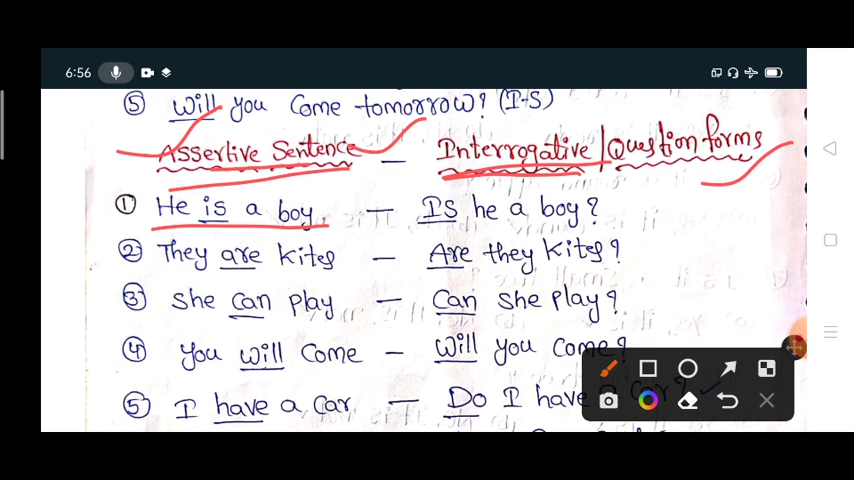 6:56
⑤ Will you Come tomorrow? (I-S)
Assertive Sentence — Interrogative/Question forms
① He is a boy. — Is he a boy?
② They are kites — Are they kites?
③ She can play — Can she play?
④ You will come — Will you come?
⑤ I have a car — Do I have a car?